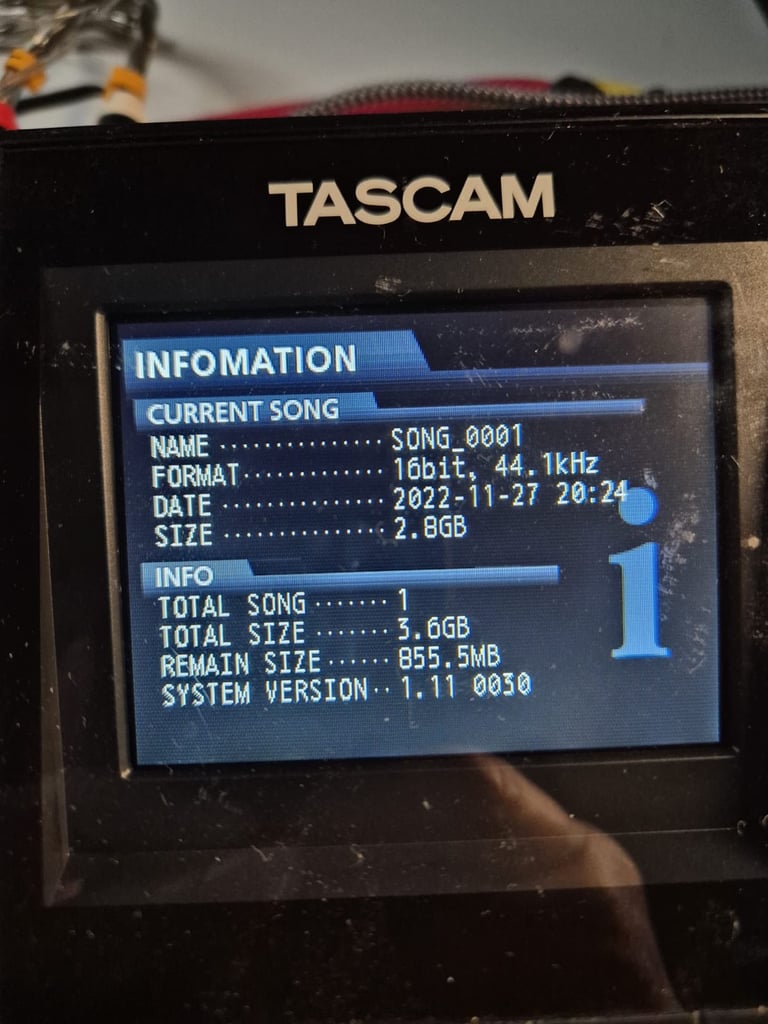 TASCAM
INFOMATION
CURRENT SONG
NAME ··············· SONG_0001
FORMAT ············· 16bit, 44.1kHz
DATE ··············· 2022-11-27 20:24
SIZE ··············· 2.8GB
INFO
TOTAL SONG ······· 1
TOTAL SIZE ······· 3.6GB
REMAIN SIZE ······ 855.5MB
SYSTEM VERSION ·· 1.11 0030
i